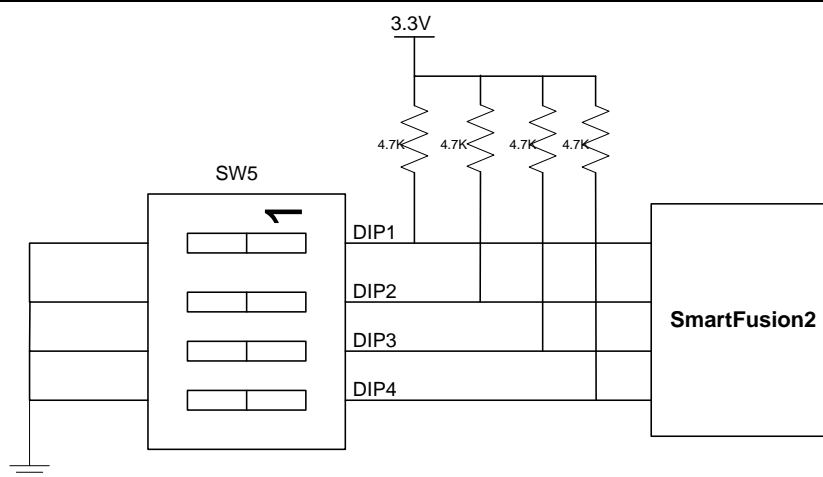 3.3V
4.7K 4.7K 4.7K 4.7K
SW5
1
DIP1
DIP2
DIP3
DIP4
SmartFusion2